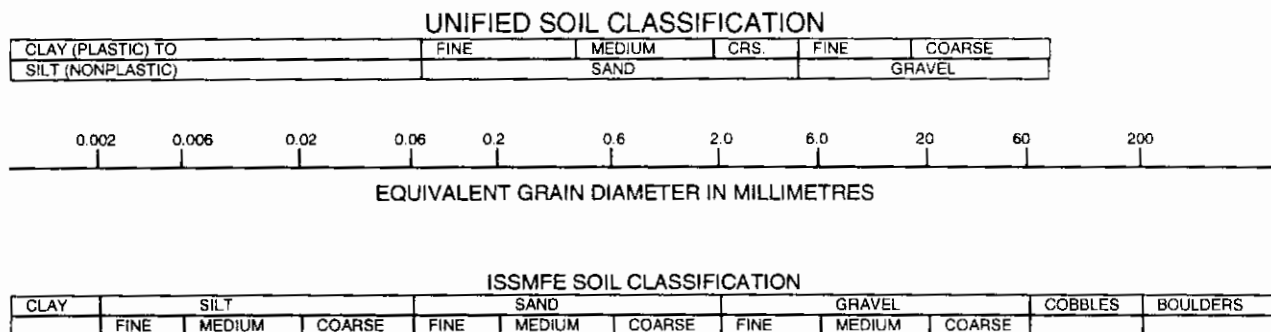 UNIFIED SOIL CLASSIFICATION
CLAY (PLASTIC) TO FINE MEDIUM CRS. FINE COARSE
SILT (NONPLASTIC) SAND GRAVEL
0.002 0.006 0.02 0.06 0.2 0.6 2.0 6.0 20 60 200
EQUIVALENT GRAIN DIAMETER IN MILLIMETRES
ISSMFE SOIL CLASSIFICATION
CLAY SILT SAND GRAVEL COBBLES BOULDERS
FINE MEDIUM COARSE FINE MEDIUM COARSE FINE MEDIUM COARSE